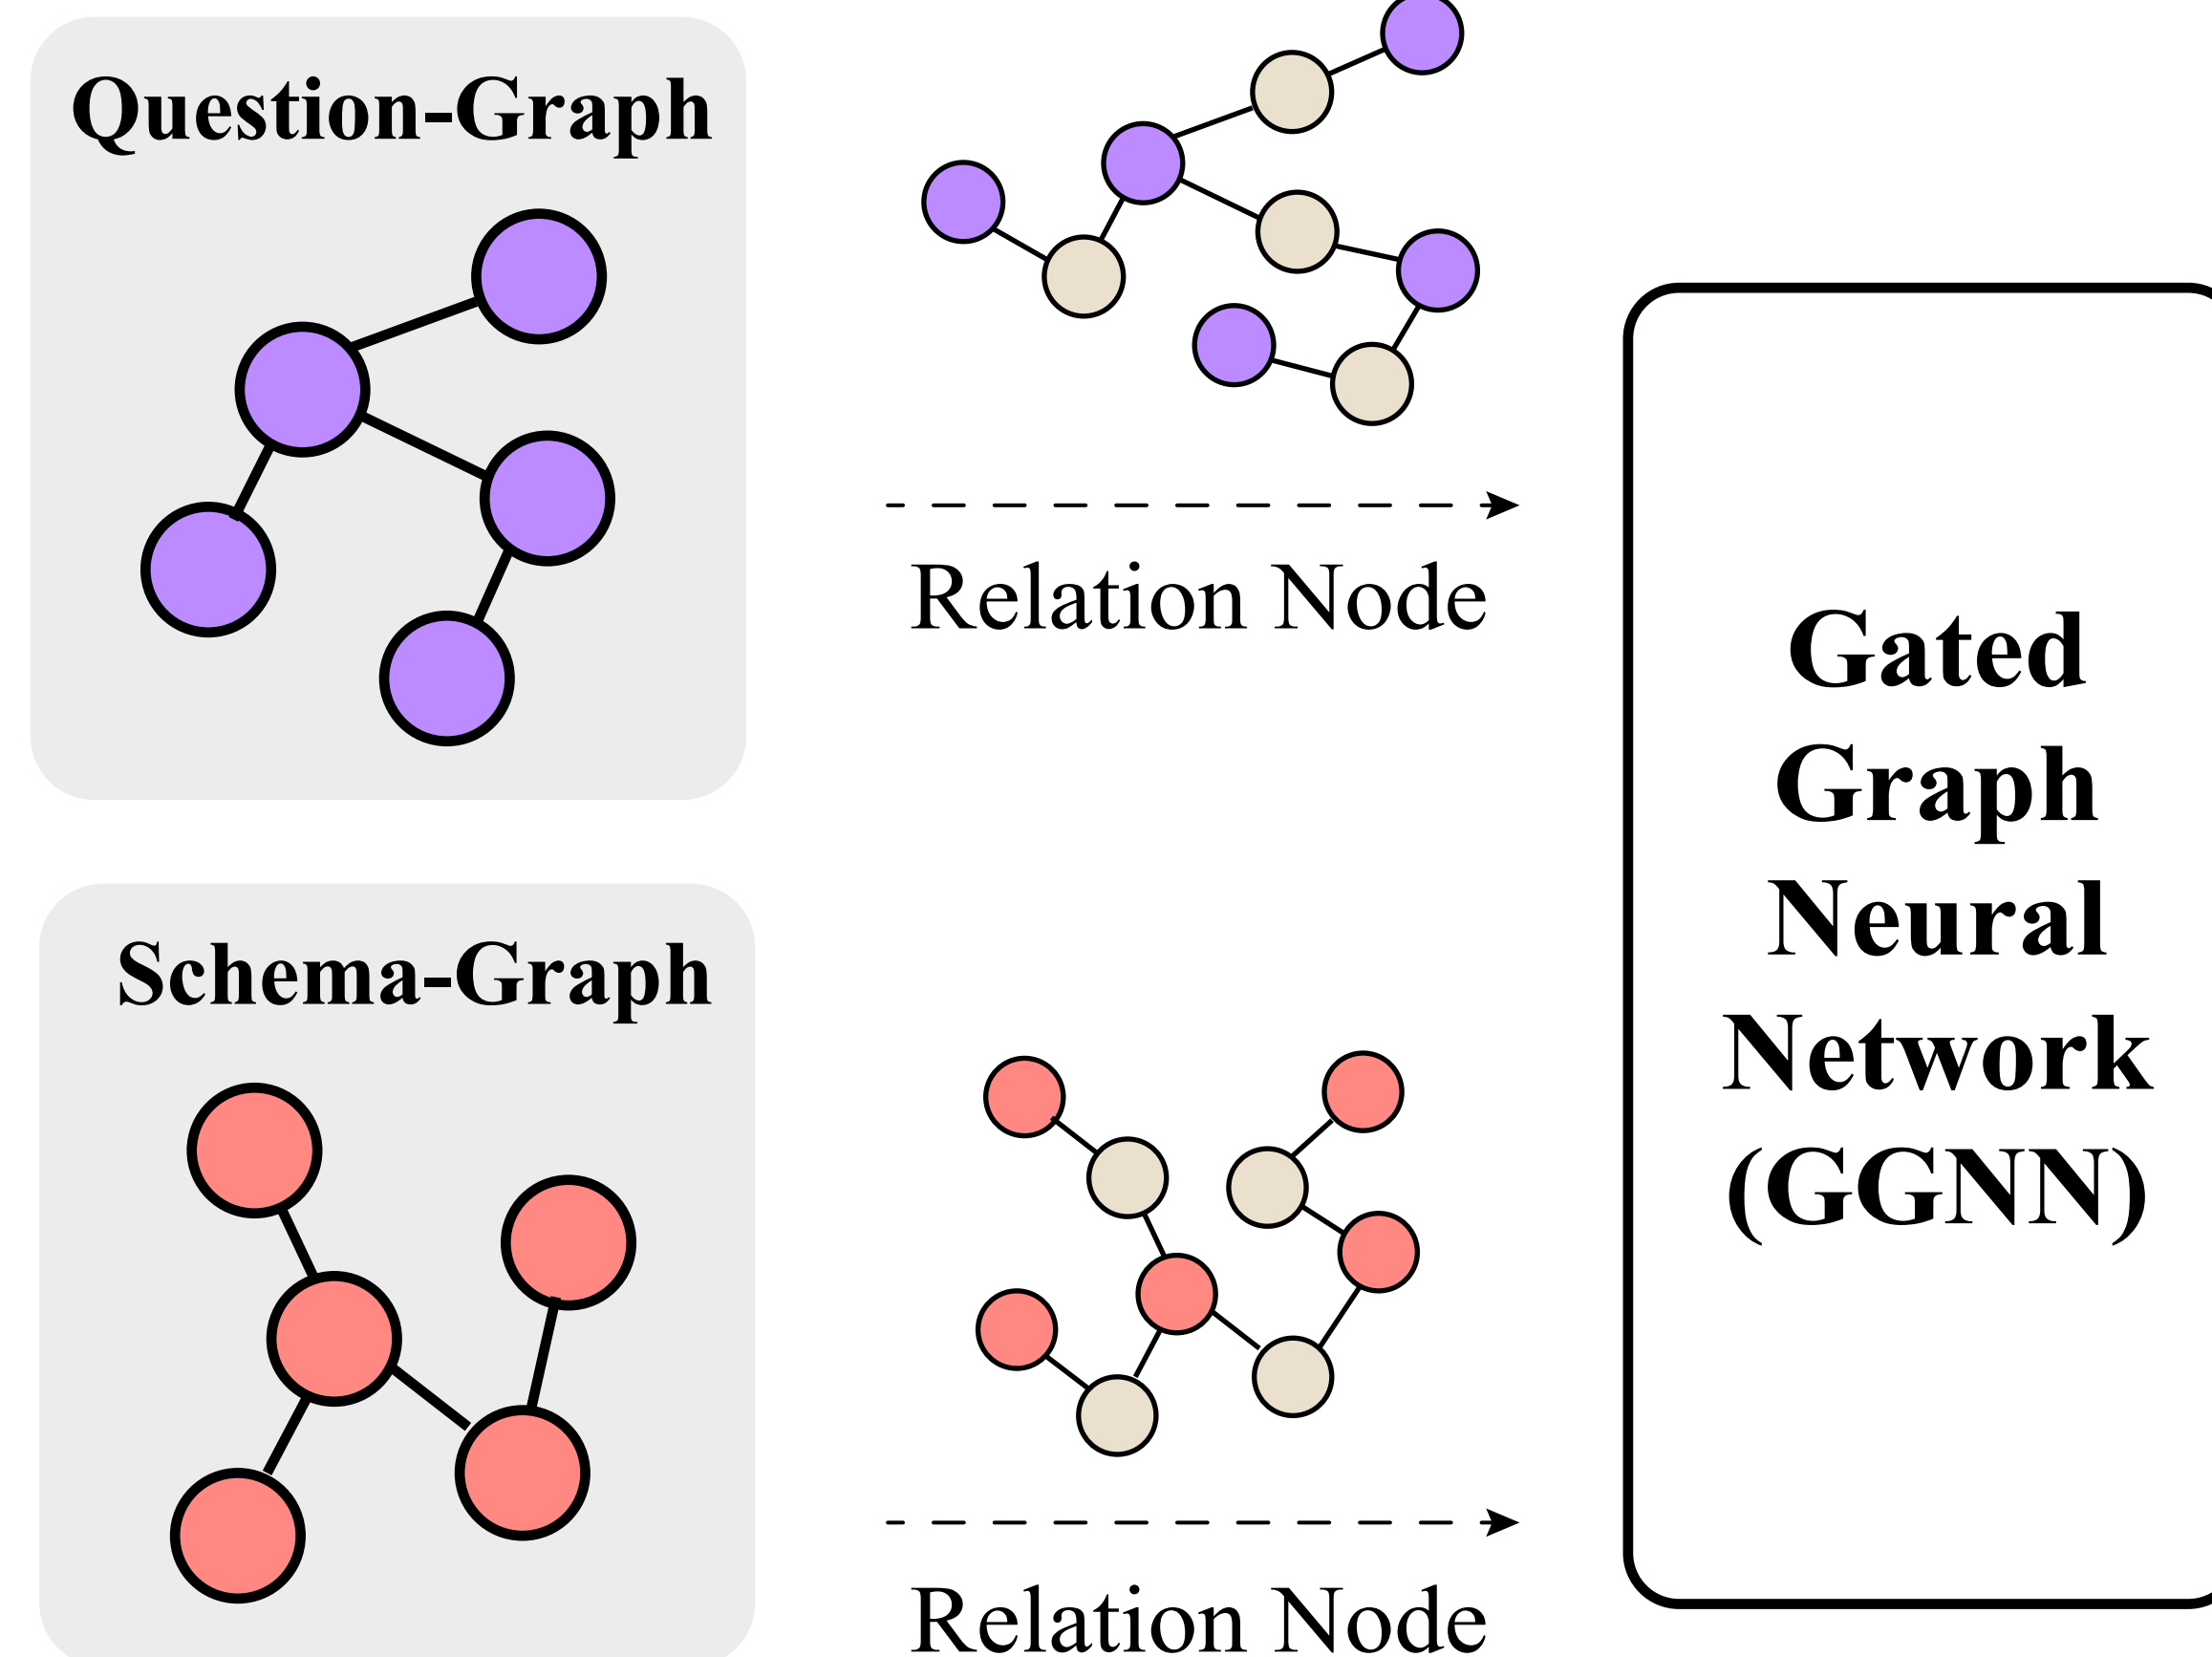 Question-Graph
Relation Node
Schema-Graph
Relation Node
Gated
Graph
Neural
Network
(GGNN)